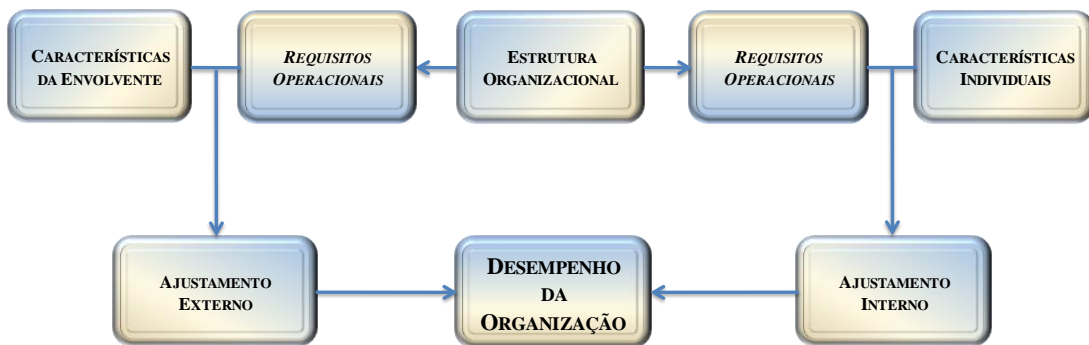 CARACTERÍSTICAS
DA ENVOLVENTE
REQUISITOS
OPERACIONAIS
ESTRUTURA
ORGANIZACIONAL
REQUISITOS
OPERACIONAIS
CARACTERÍSTICAS
INDIVIDUAIS
AJUSTAMENTO
EXTERNO
DESEMPENHO
DA
ORGANIZAÇÃO
AJUSTAMENTO
INTERNO